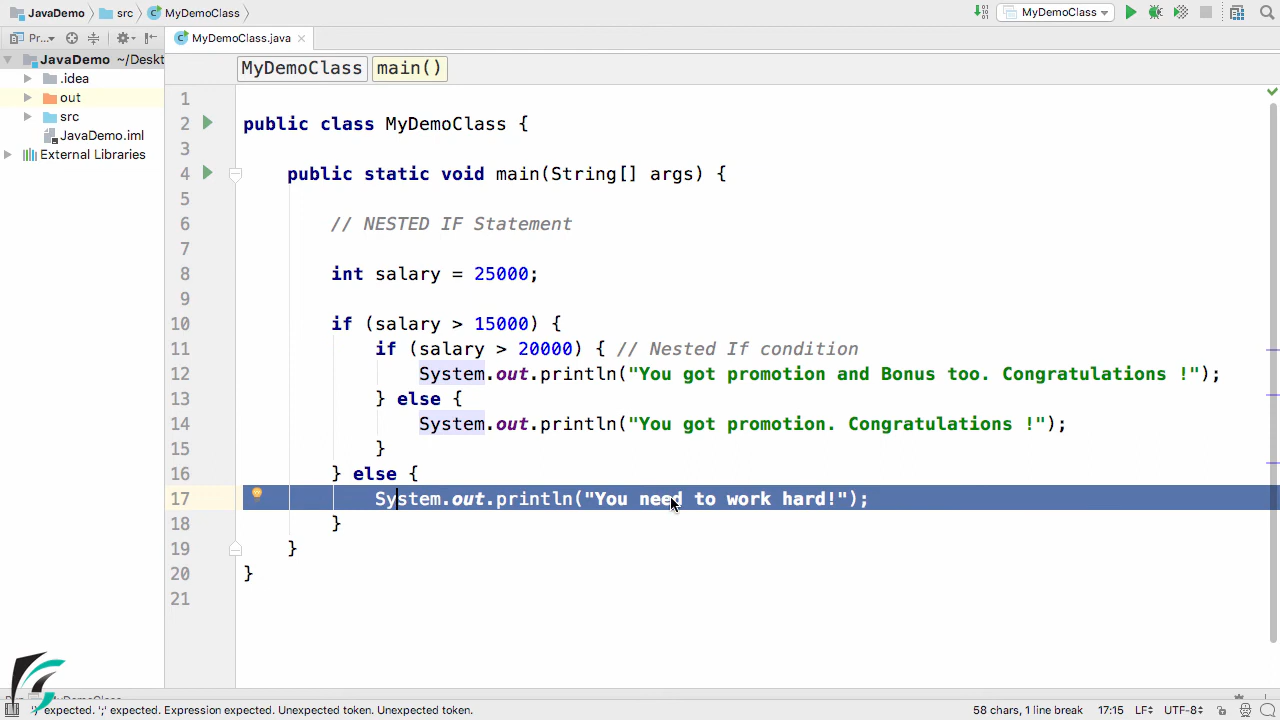 JavaDemo src MyDemoClass MyDemoClass
Pr... MyDemoClass.java
JavaDemo ~/Deskt
.idea
out
src
JavaDemo.iml
External Libraries
MyDemoClass main()
1
2 public class MyDemoClass {
3
4 public static void main(String[] args) {
5
6 // NESTED IF Statement
7
8 int salary = 25000;
9
10 if (salary > 15000) {
11 if (salary > 20000) { // Nested If condition
12 System.out.println("You got promotion and Bonus too. Congratulations !");
13 } else {
14 System.out.println("You got promotion. Congratulations !");
15 }
16 } else {
17 System.out.println("You need to work hard!");
18 }
19 }
20 }
21
MyDemoClass
expected. ';' expected. Expression expected. Unexpected token. Unexpected token. 58 chars, 1 line break 17:15 LF UTF-8